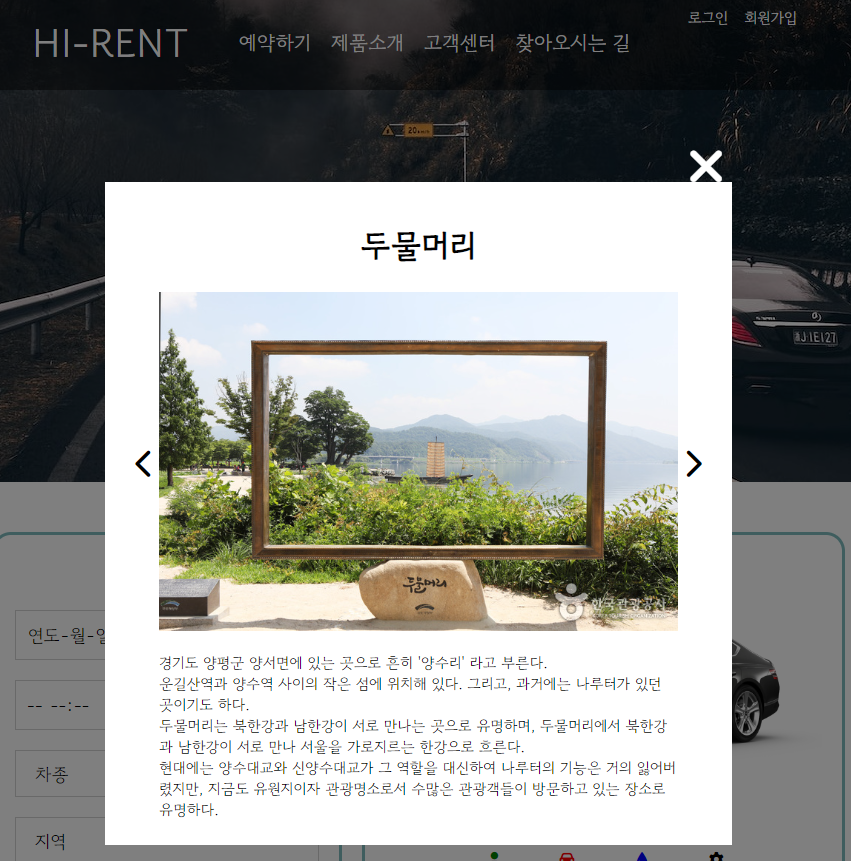 로그인 회원가입
HI-RENT 예약하기 제품소개 고객센터 찾아오시는 길
20
두물머리
두물머리
한국관광공사
경기도 양평군 양서면에 있는 곳으로 흔히 '양수리' 라고 부른다.
운길산역과 양수역 사이의 작은 섬에 위치해 있다. 그리고, 과거에는 나루터가 있던
곳이기도 하다.
두물머리는 북한강과 남한강이 서로 만나는 곳으로 유명하며, 두물머리에서 북한강
과 남한강이 서로 만나 서울을 가로지르는 한강으로 흐른다.
현대에는 양수대교와 신양수대교가 그 역할을 대신하여 나루터의 기능은 거의 잃어버
렸지만, 지금도 유원지이자 관광명소로서 수많은 관광객들이 방문하고 있는 장소로
유명하다.
연도-월-일
-- --:--
차종
지역